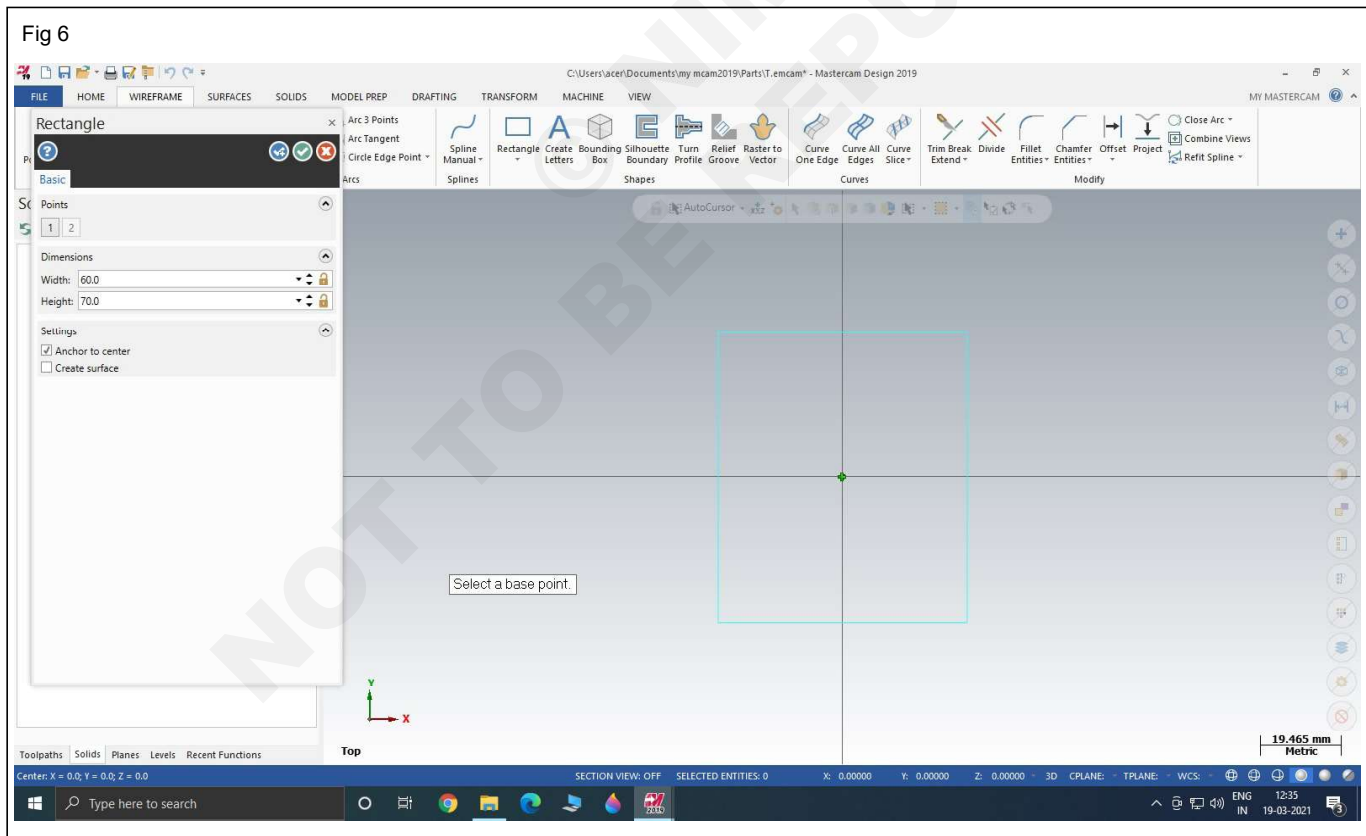 Fig 6
C:\Users\acer\Documents\my mcam2019\Parts\T.emcam* - Mastercam Design 2019
FILE HOME WIREFRAME SURFACES SOLIDS MODEL PREP DRAFTING TRANSFORM MACHINE VIEW MY MASTERCAM
Rectangle
Basic
Points
1 2
Dimensions
Width: 60.0
Height: 70.0
Settings
Anchor to center
Create surface
Arc 3 Points
Arc Tangent
Circle Edge Point
Arcs
Spline
Manual
Splines
Rectangle
Create
Letters
Bounding
Box
Silhouette
Boundary
Turn
Profile
Relief
Groove
Raster to
Vector
Shapes
Curve
One Edge
Curve All
Edges
Curve
Slice
Curves
Trim Break
Extend
Divide
Fillet
Entities
Chamfer
Entities
Offset
Project
Close Arc
Combine Views
Refit Spline
Modify
AutoCursor
Select a base point.
Y
X
Top
19.465 mm
Metric
Toolpaths Solids Planes Levels Recent Functions
Center: X = 0.0; Y = 0.0; Z = 0.0
SECTION VIEW: OFF SELECTED ENTITIES: 0 X: 0.00000 Y: 0.00000 Z: 0.00000 3D CPLANE: TPLANE: WCS:
Type here to search
2019
ENG
IN
12:35
19-03-2021
3
NOT TO BE REPU